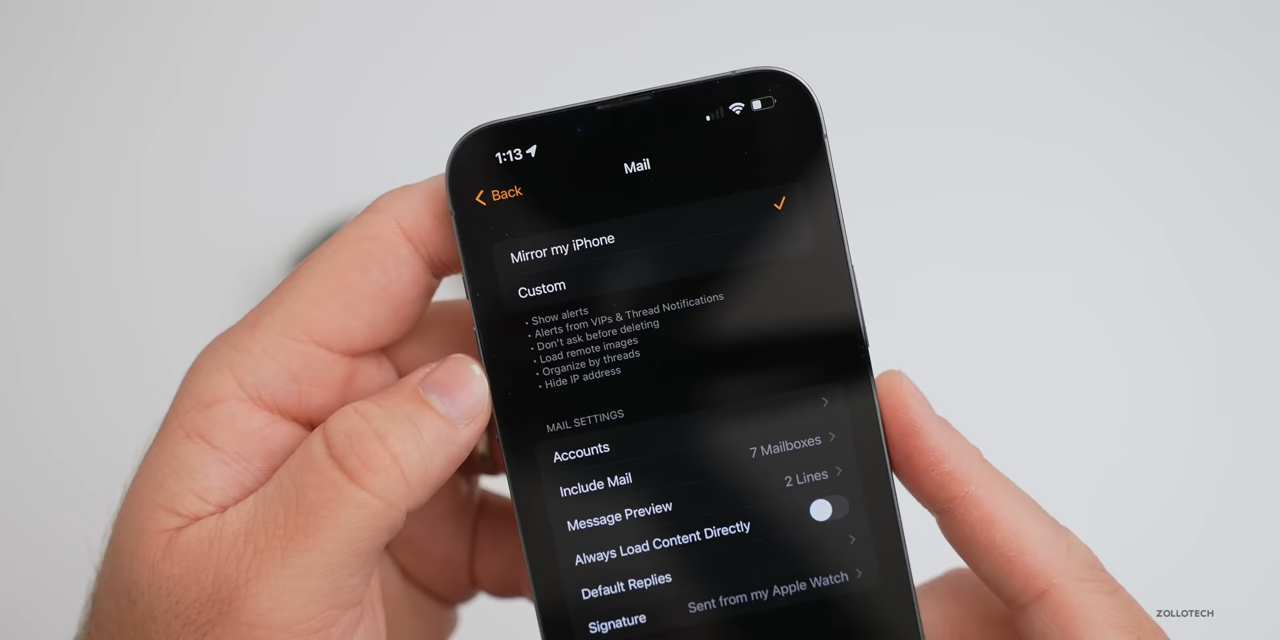 1:13
Back
Mail
Mirror my iPhone
Custom
• Show alerts
• Alerts from VIPs & Thread Notifications
• Don't ask before deleting
• Load remote images
• Organize by threads
• Hide IP address
MAIL SETTINGS
Accounts
Include Mail 7 Mailboxes
Message Preview 2 Lines
Always Load Content Directly
Default Replies
Signature Sent from my Apple Watch
ZOLLOTECH